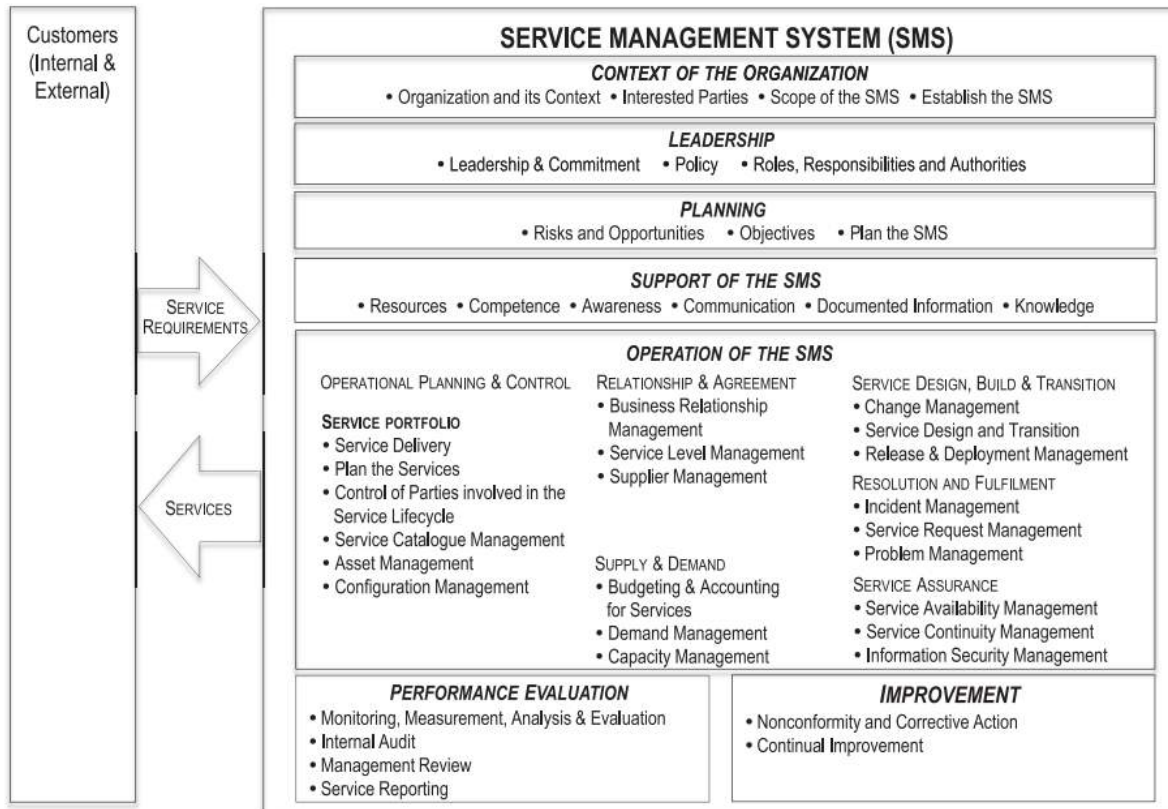 Customers
(Internal &
External)
SERVICE
REQUIREMENTS
SERVICES
SERVICE MANAGEMENT SYSTEM (SMS)
CONTEXT OF THE ORGANIZATION
• Organization and its Context • Interested Parties • Scope of the SMS • Establish the SMS
LEADERSHIP
• Leadership & Commitment • Policy • Roles, Responsibilities and Authorities
PLANNING
• Risks and Opportunities • Objectives • Plan the SMS
SUPPORT OF THE SMS
• Resources • Competence • Awareness • Communication • Documented Information • Knowledge
OPERATION OF THE SMS
OPERATIONAL PLANNING & CONTROL
SERVICE PORTFOLIO
• Service Delivery
• Plan the Services
• Control of Parties involved in the
Service Lifecycle
• Service Catalogue Management
• Asset Management
• Configuration Management
RELATIONSHIP & AGREEMENT
• Business Relationship
Management
• Service Level Management
• Supplier Management
SUPPLY & DEMAND
• Budgeting & Accounting
for Services
• Demand Management
• Capacity Management
SERVICE DESIGN, BUILD & TRANSITION
• Change Management
• Service Design and Transition
• Release & Deployment Management
RESOLUTION AND FULFILMENT
• Incident Management
• Service Request Management
• Problem Management
SERVICE ASSURANCE
• Service Availability Management
• Service Continuity Management
• Information Security Management
PERFORMANCE EVALUATION
• Monitoring, Measurement, Analysis & Evaluation
• Internal Audit
• Management Review
• Service Reporting
IMPROVEMENT
• Nonconformity and Corrective Action
• Continual Improvement